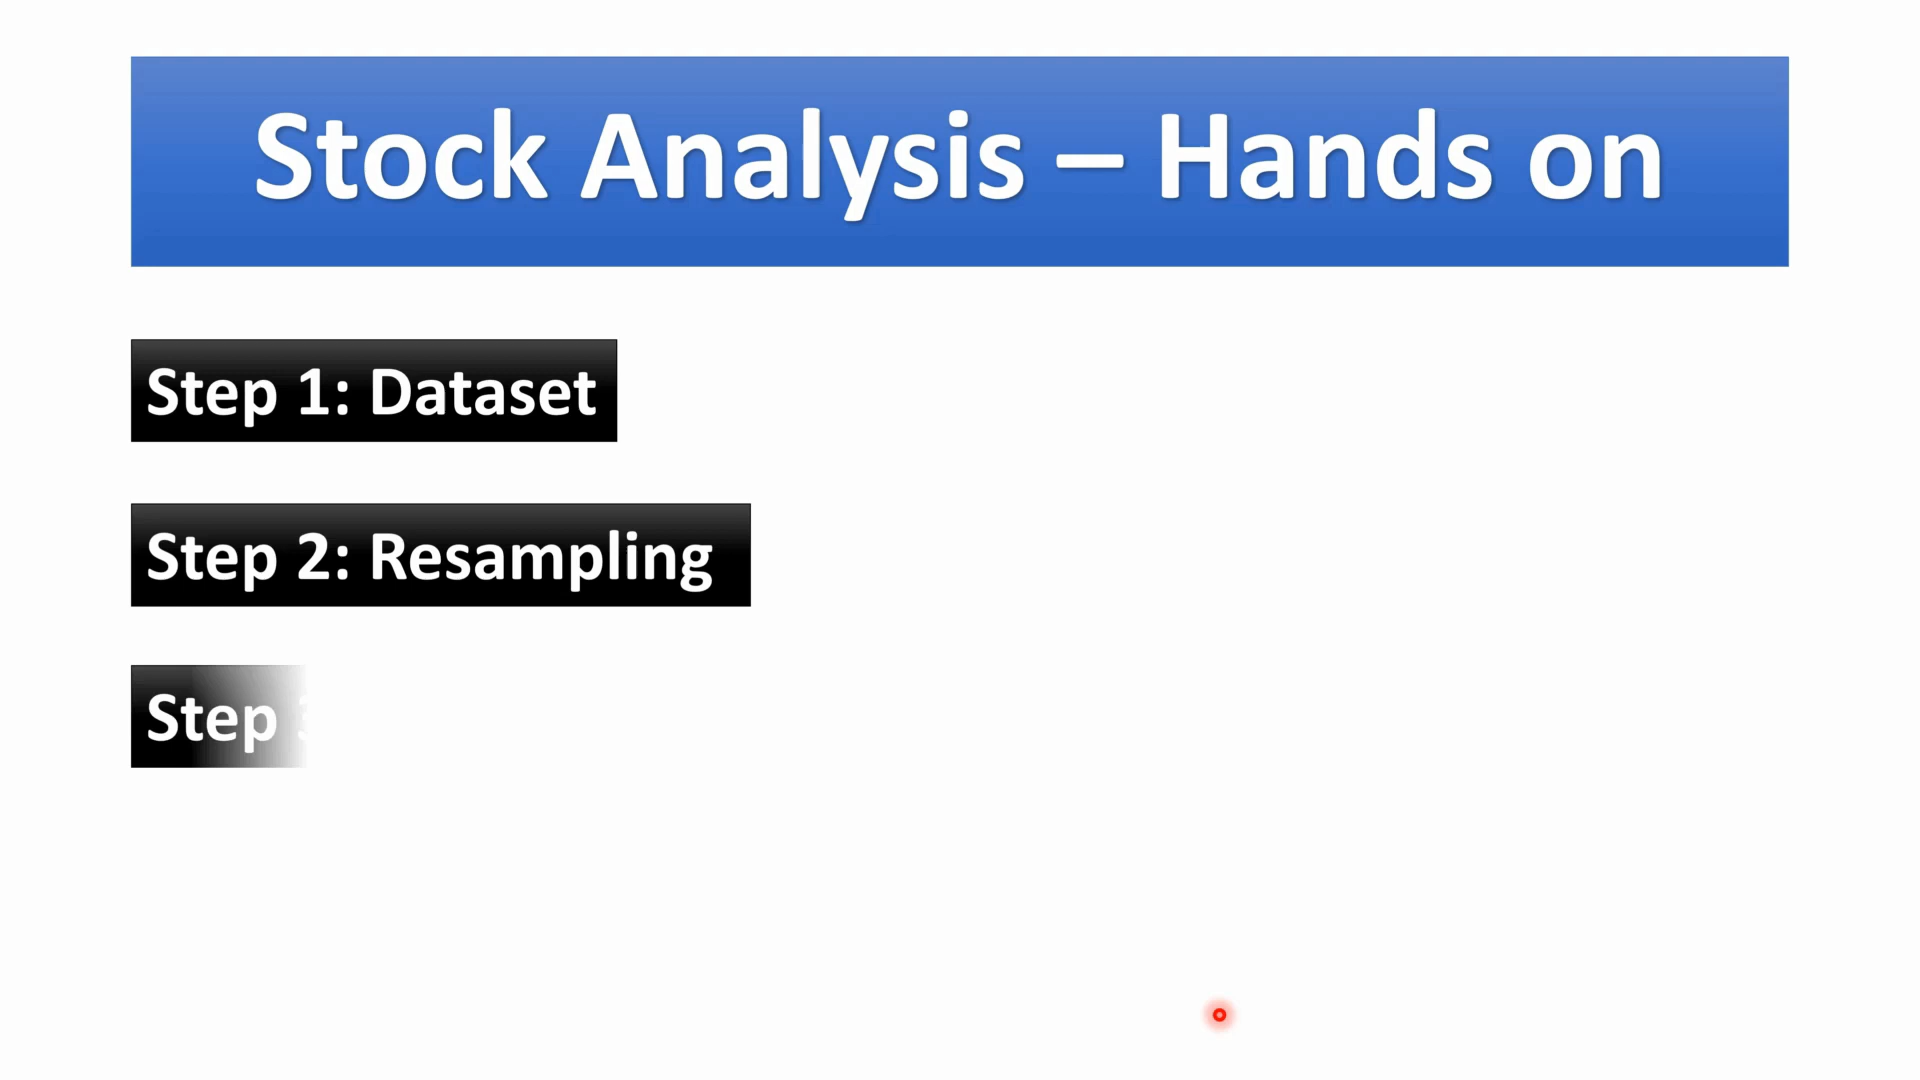 Stock Analysis – Hands on
Step 1: Dataset
Step 2: Resampling
Step